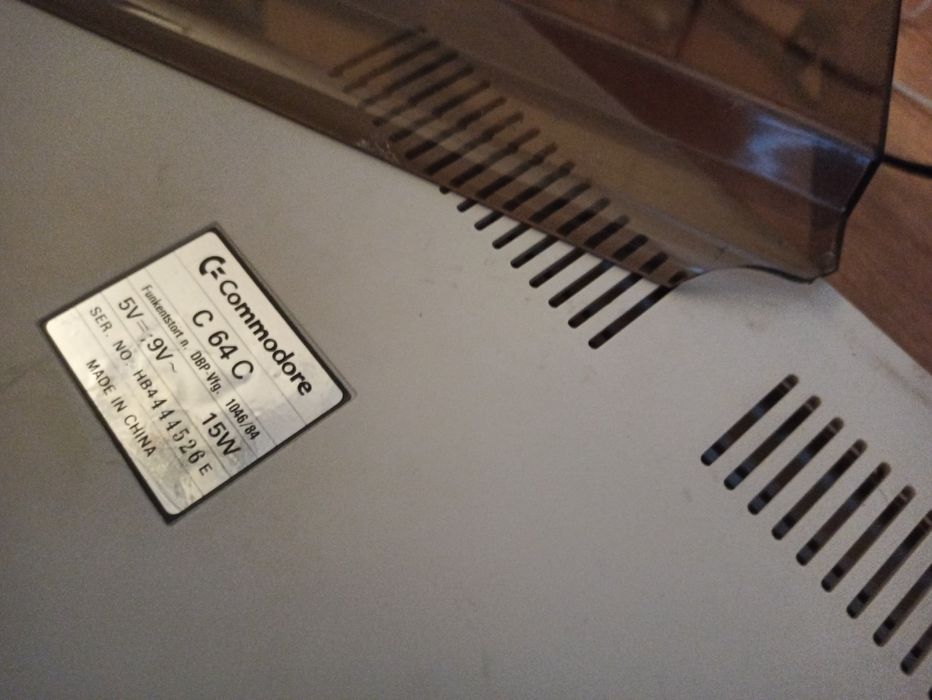 Commodore
C 64 C
Funkentstört n. DBP-Vfg. 1046/84
5V⎓ ; 9V~ 15W
SER. NO. HB4444526 E
MADE IN CHINA